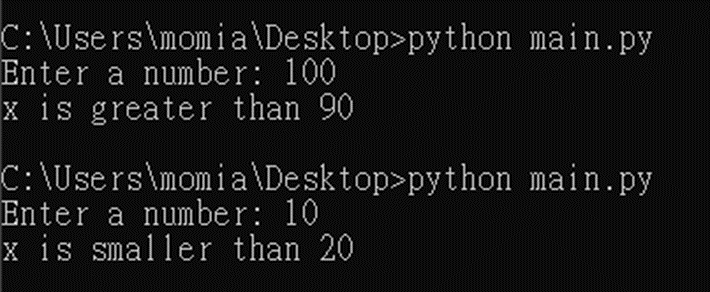 C:\Users\momia\Desktop>python main.py
Enter a number: 100
x is greater than 90
C:\Users\momia\Desktop>python main.py
Enter a number: 10
x is smaller than 20